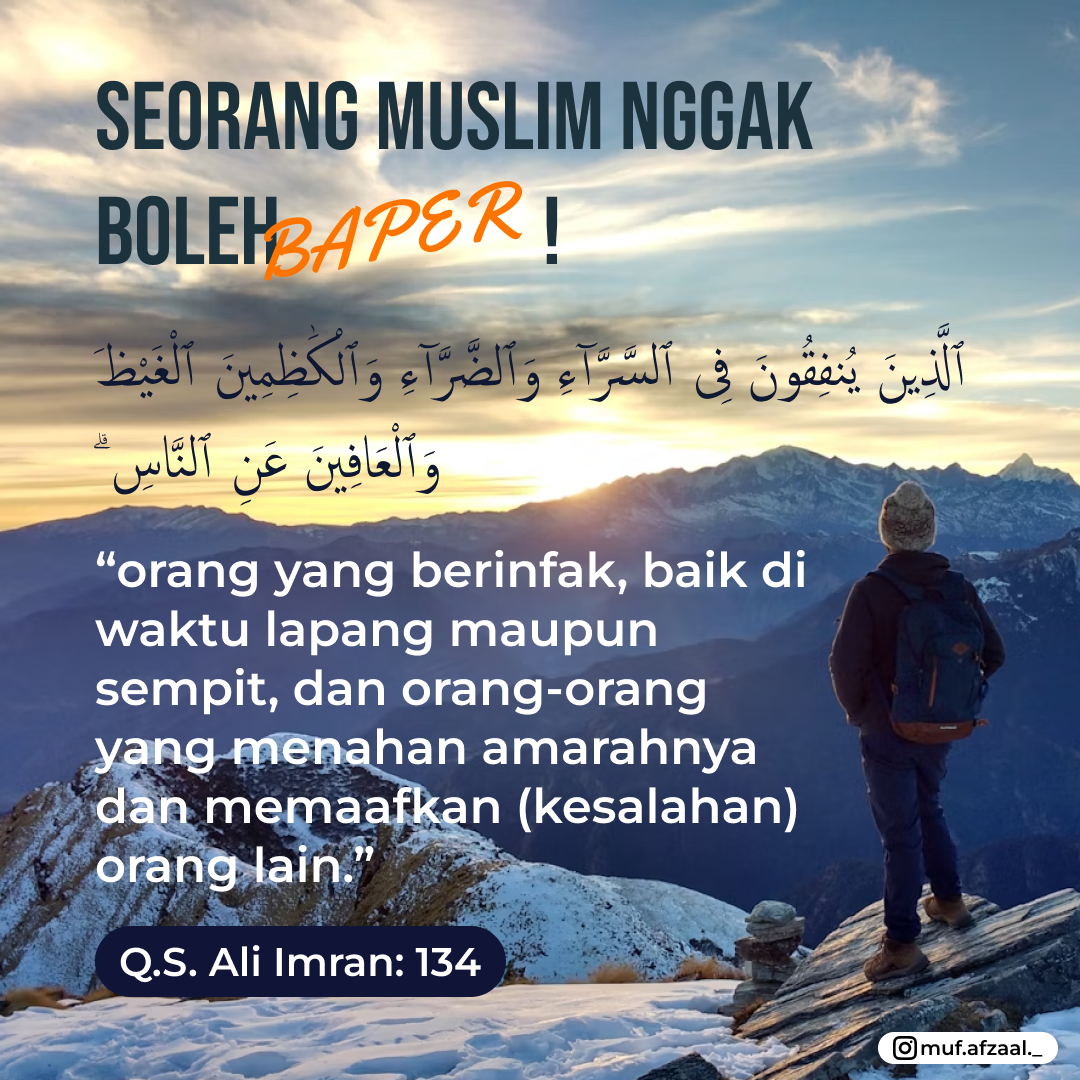 SEORANG MUSLIM NGGAK
BOLEH BAPER !
ٱلَّذِينَ يُنفِقُونَ فِى ٱلسَّرَّآءِ وَٱلضَّرَّآءِ وَٱلْكَٰظِمِينَ ٱلْغَيْظَ
وَٱلْعَافِينَ عَنِ ٱلنَّاسِ ۗ
“orang yang berinfak, baik di
waktu lapang maupun
sempit, dan orang-orang
yang menahan amarahnya
dan memaafkan (kesalahan)
orang lain.”
Q.S. Ali Imran: 134
muf.afzaal._